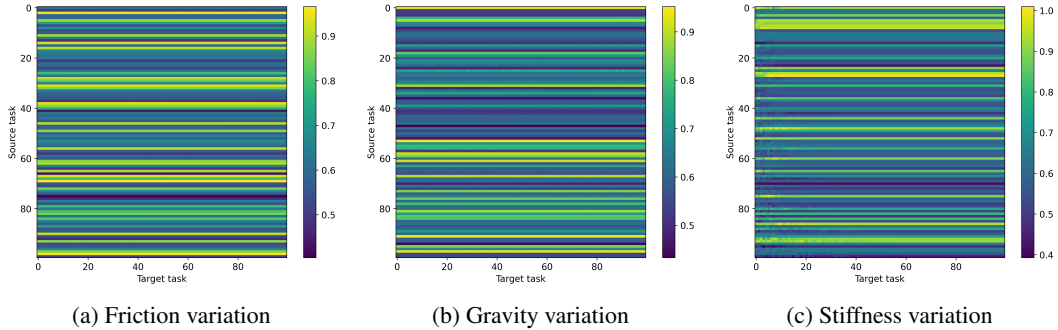 0
20
40
60
80
Source task
0 20 40 60 80
Target task
0.9
0.8
0.7
0.6
0.5
(a) Friction variation
0
20
40
60
80
Source task
0 20 40 60 80
Target task
0.9
0.8
0.7
0.6
0.5
(b) Gravity variation
0
20
40
60
80
Source task
0 20 40 60 80
Target task
1.0
0.9
0.8
0.7
0.6
0.5
0.4
(c) Stiffness variation